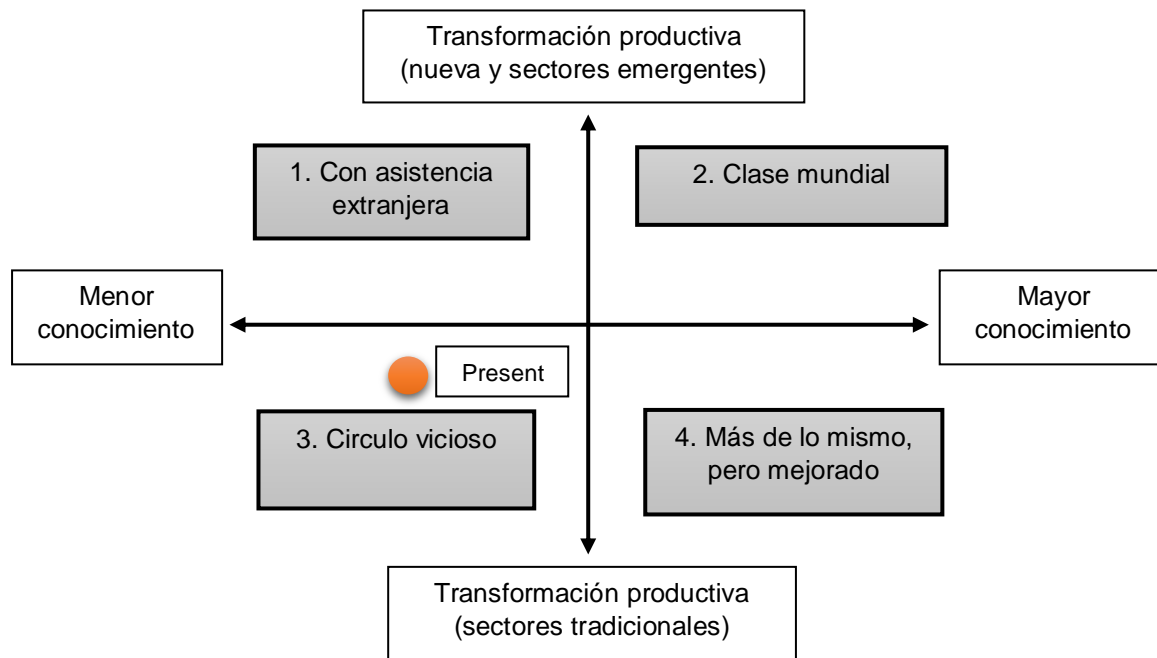 Transformación productiva
(nueva y sectores emergentes)
1. Con asistencia
extranjera
2. Clase mundial
Menor
conocimiento
Mayor
conocimiento
Present
3. Circulo vicioso
4. Más de lo mismo,
pero mejorado
Transformación productiva
(sectores tradicionales)